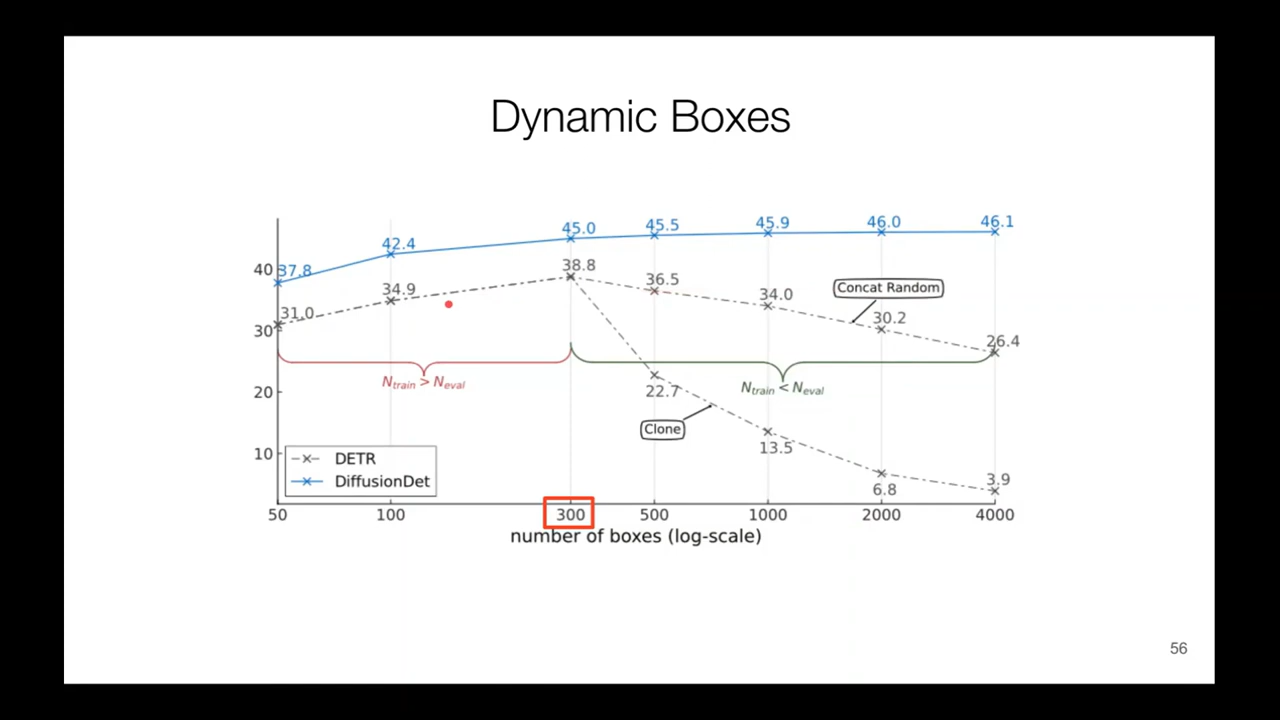 Dynamic Boxes
37.8
42.4
45.0
45.5
45.9
46.0
46.1
31.0
34.9
38.8
36.5
34.0
30.2
26.4
Concat Random
40
30
20
10
N_train > N_eval
N_train < N_eval
22.7
Clone
13.5
6.8
3.9
DETR
DiffusionDet
50 100 300 500 1000 2000 4000
number of boxes (log-scale)
56